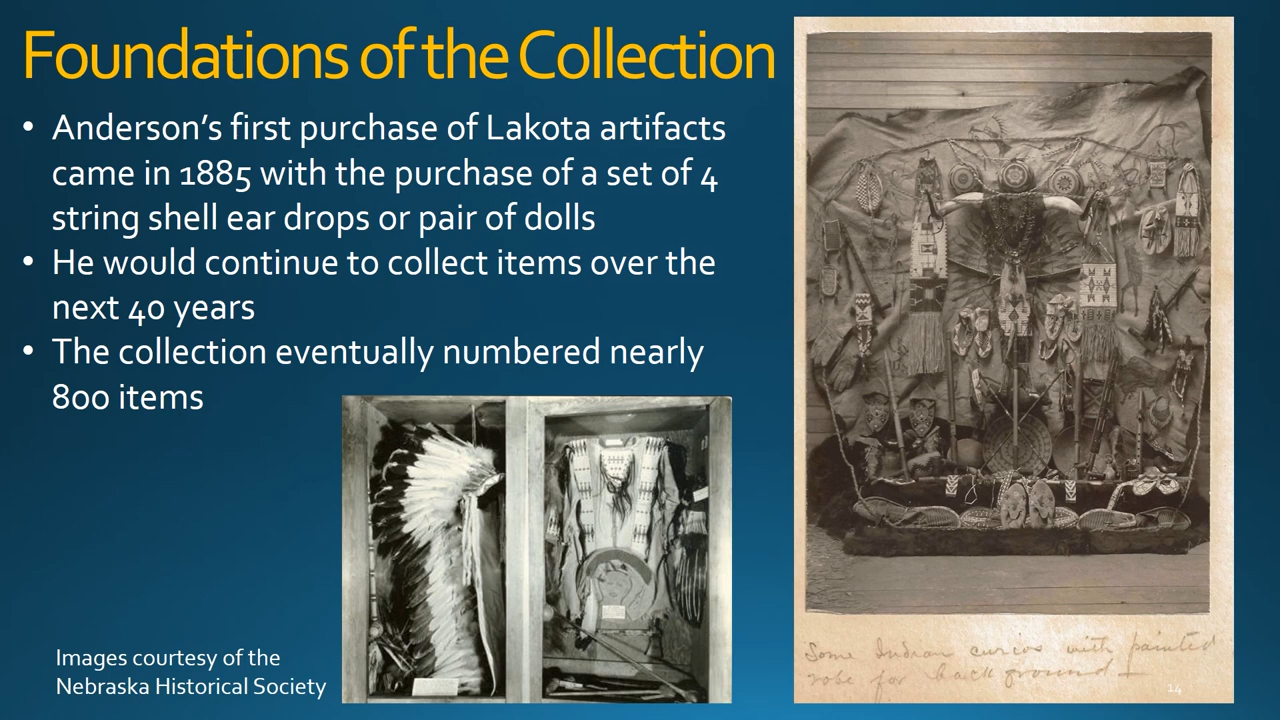 Foundations of the Collection
• Anderson’s first purchase of Lakota artifacts
came in 1885 with the purchase of a set of 4
string shell ear drops or pair of dolls
• He would continue to collect items over the
next 40 years
• The collection eventually numbered nearly
800 items
Images courtesy of the
Nebraska Historical Society
Some Indian curios with painted
robe for back ground
14